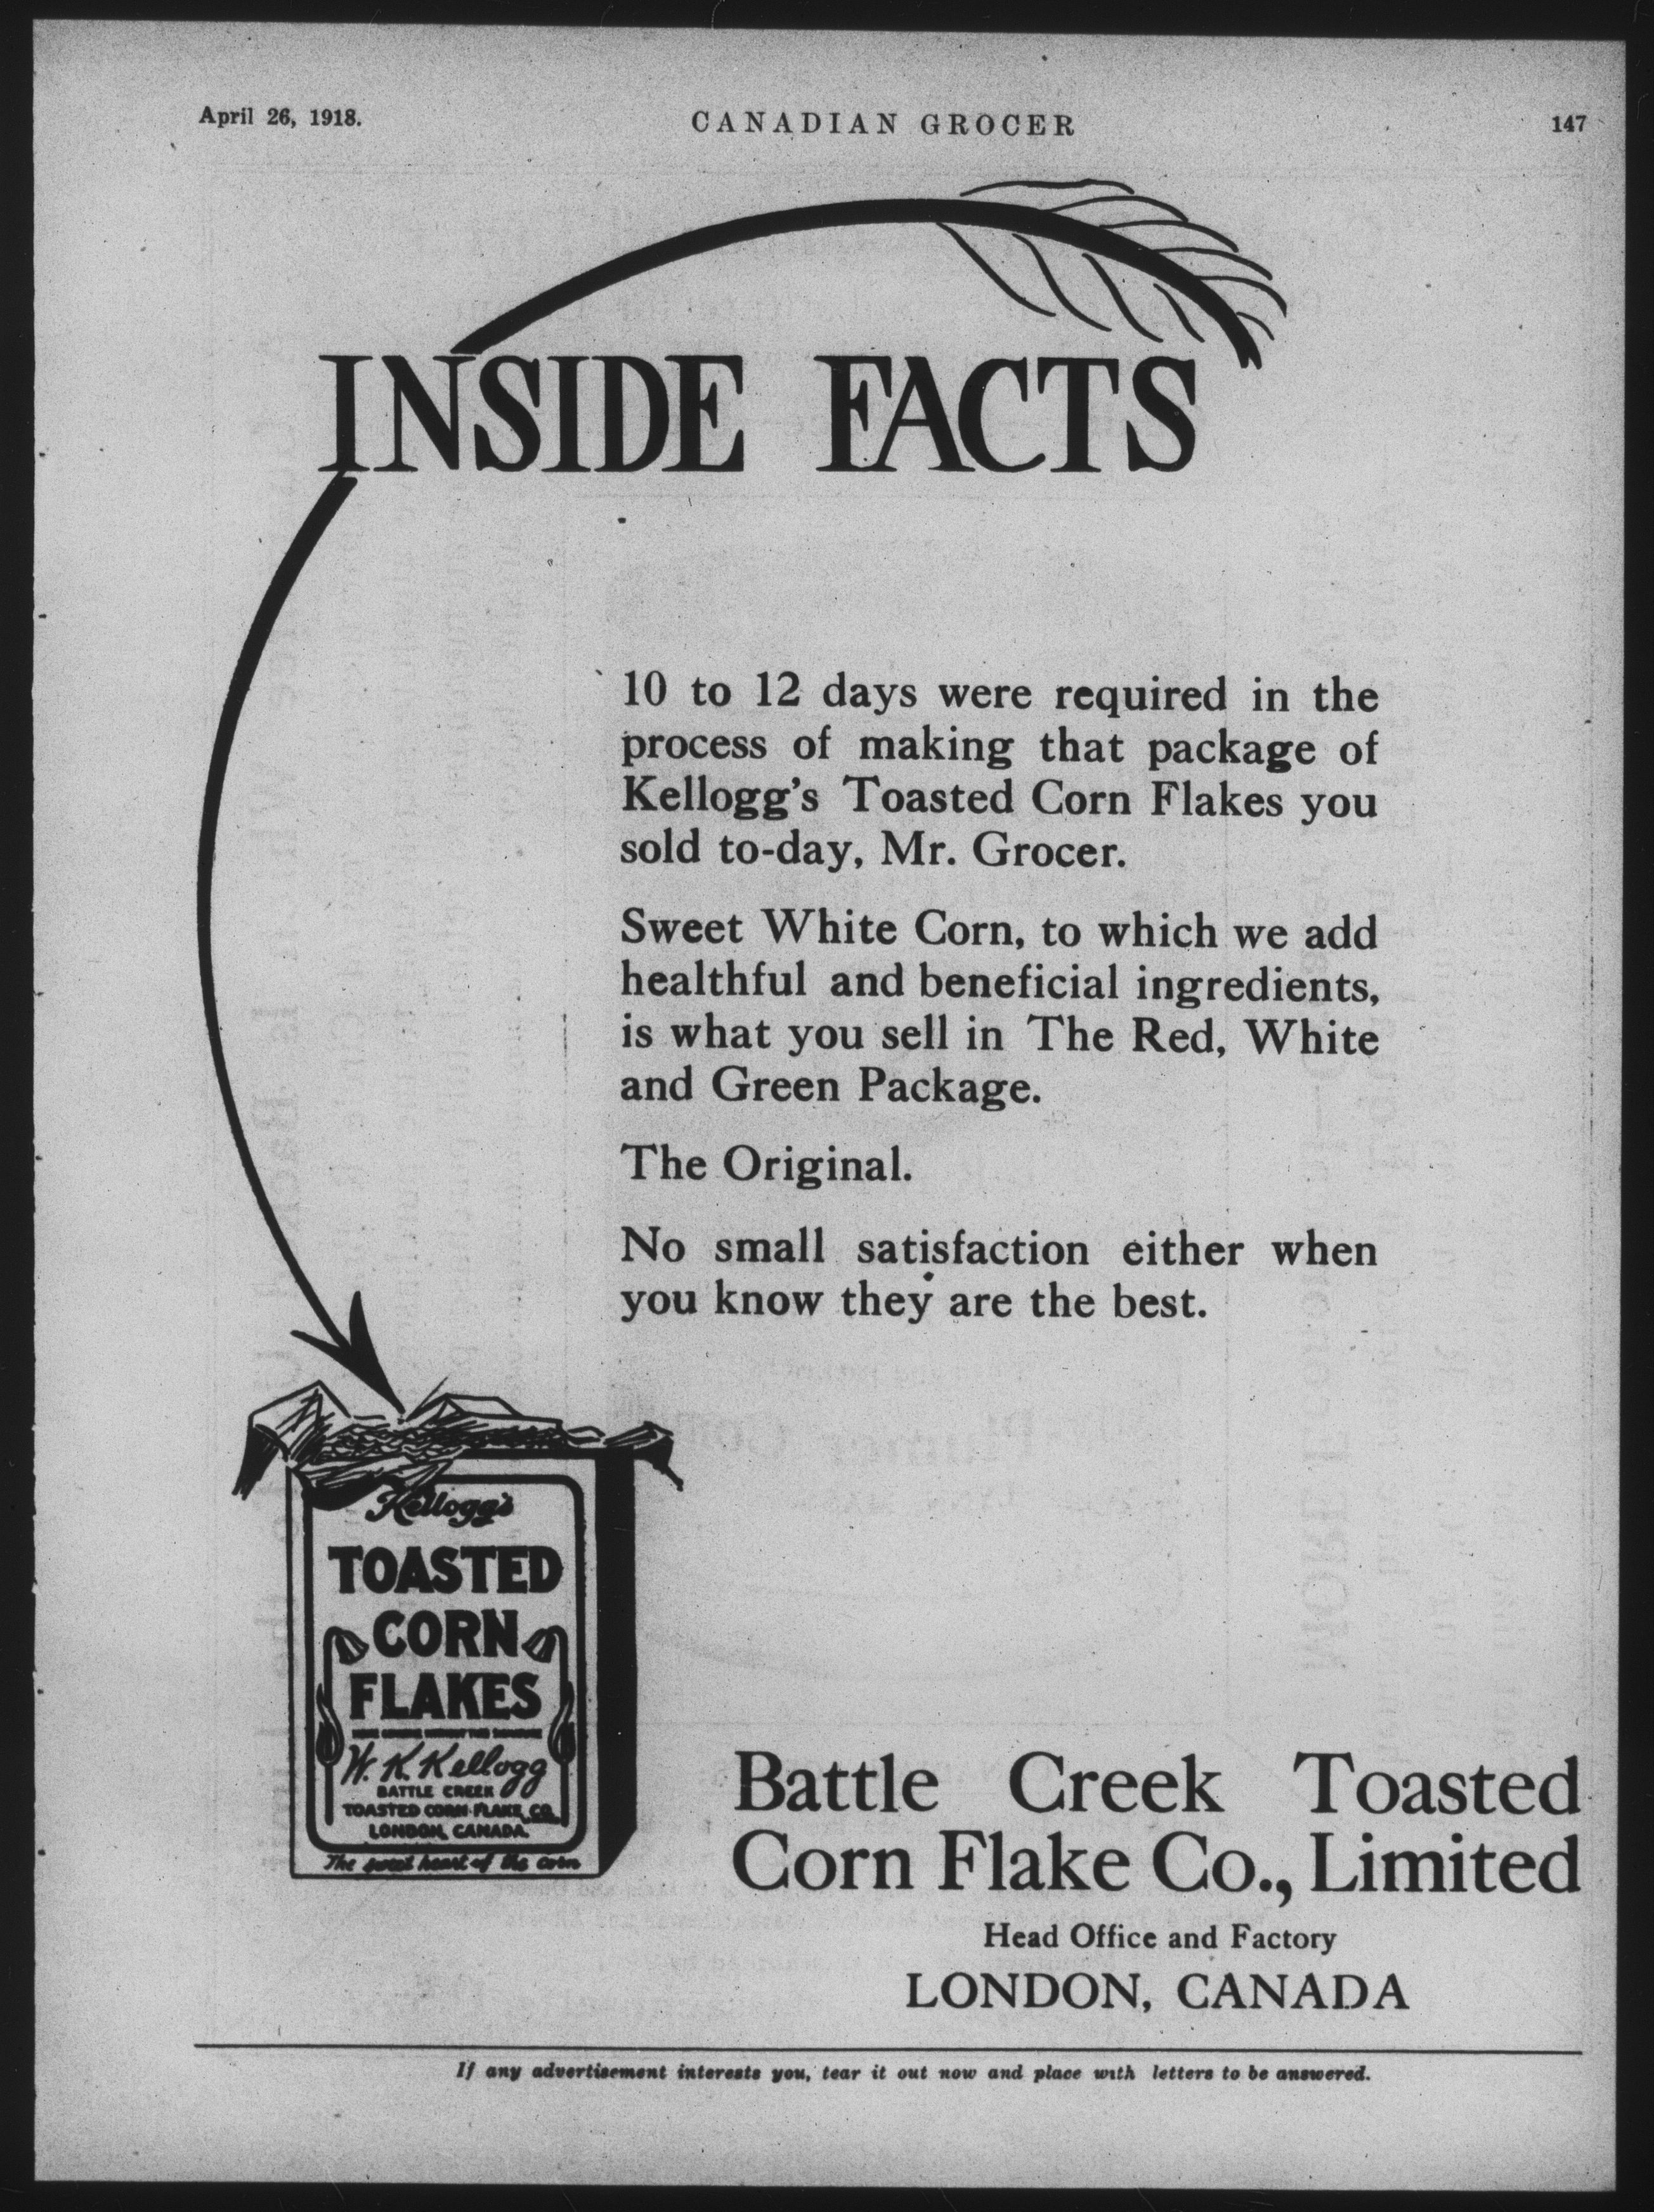 April 26, 1918.
CANADIAN GROCER
147
INSIDE FACTS
10 to 12 days were required in the
process of making that package of
Kellogg's Toasted Corn Flakes you
sold to-day, Mr. Grocer.
Sweet White Corn, to which we add
healthful and beneficial ingredients,
is what you sell in The Red, White
and Green Package.
The Original.
No small satisfaction either when
you know they are the best.
Kellogg's
TOASTED
CORN
FLAKES
W. K. Kellogg
BATTLE CREEK
TOASTED CORN FLAKE CO.
LONDON, CANADA.
The sweet heart of the corn
Battle Creek Toasted
Corn Flake Co., Limited
Head Office and Factory
LONDON, CANADA
If any advertisement interests you, tear it out now and place with letters to be answered.